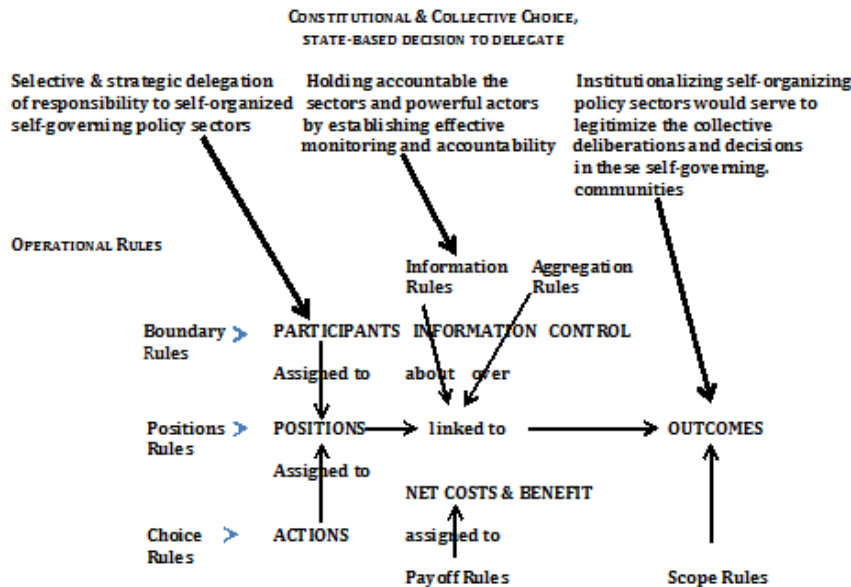 CONSTITUTIONAL & COLLECTIVE CHOICE,
STATE-BASED DECISION TO DELEGATE
Selective & strategic delegation
of responsibility to self-organized
self-governing policy sectors
Holding accountable the
sectors and powerful actors
by establishing effective
monitoring and accountability
Institutionalizing self-organizing
policy sectors would serve to
legitimize the collective
deliberations and decisions
in these self-governing.
communities
OPERATIONAL RULES
Information
Rules
Aggregation
Rules
Boundary
Rules
PARTICIPANTS INFORMATION CONTROL
Assigned to about over
Positions
Rules
POSITIONS linked to OUTCOMES
Assigned to
NET COSTS & BENEFIT
Choice
Rules
ACTIONS assigned to
Payoff Rules Scope Rules